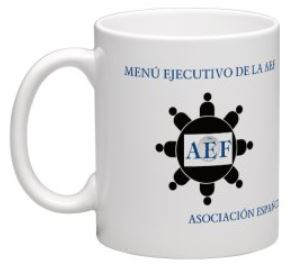 MENÚ EJECUTIVO DE LA AEF
AEF
ASOCIACIÓN